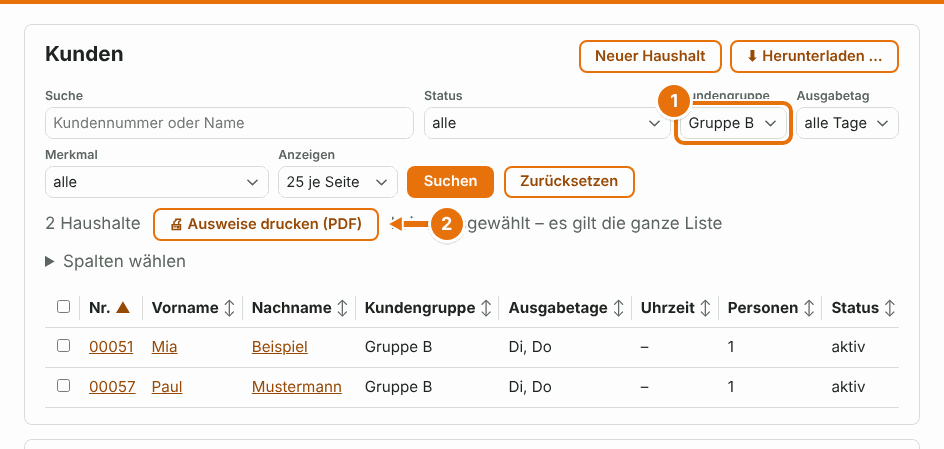 Kunden
Neuer Haushalt
⬇ Herunterladen ...
Suche
Status
Ausgabetag
Kundennummer oder Name
alle
1
Gruppe B
alle Tage
Merkmal
Anzeigen
alle
25 je Seite
Suchen
Zurücksetzen
2 Haushalte
Ausweise drucken (PDF)
2
– es gilt die ganze Liste
▶ Spalten wählen
Nr. ▲ Vorname Nachname Kundengruppe Ausgabetage Uhrzeit Personen Status
00051 Mia Beispiel Gruppe B Di, Do – 1 aktiv
00057 Paul Mustermann Gruppe B Di, Do – 1 aktiv